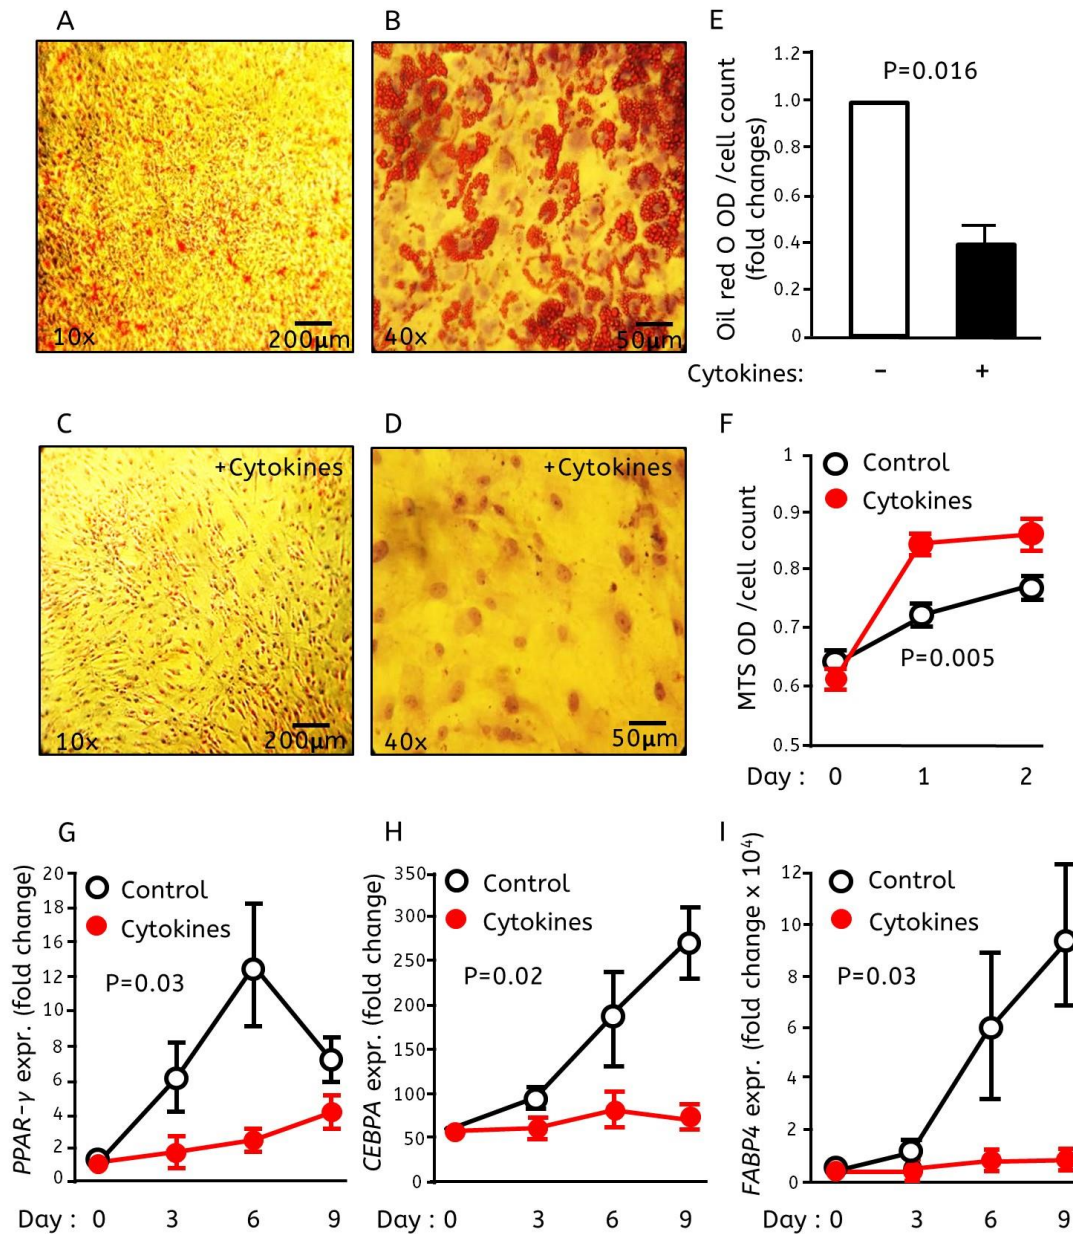 A
10x
200µm
B
40x
50µm
E
Oil red O OD /cell count
(fold changes)
1.2
1.0
0.8
0.6
0.4
0.2
0
P=0.016
Cytokines:
-
+
C
+Cytokines
10x
200µm
D
+Cytokines
40x
50µm
F
MTS OD /cell count
1
0.9
0.8
0.7
0.6
0.5
Control
Cytokines
P=0.005
Day : 0 1 2
G
PPAR-γ expr. (fold change)
20
18
16
14
12
10
8
6
4
2
0
Control
Cytokines
P=0.03
Day : 0 3 6 9
H
CEBPA expr. (fold change)
350
300
250
200
150
100
50
0
Control
Cytokines
P=0.02
Day : 0 3 6 9
I
FABP4 expr. (fold change x 10⁴)
12
10
8
6
4
2
0
Control
Cytokines
P=0.03
Day : 0 3 6 9